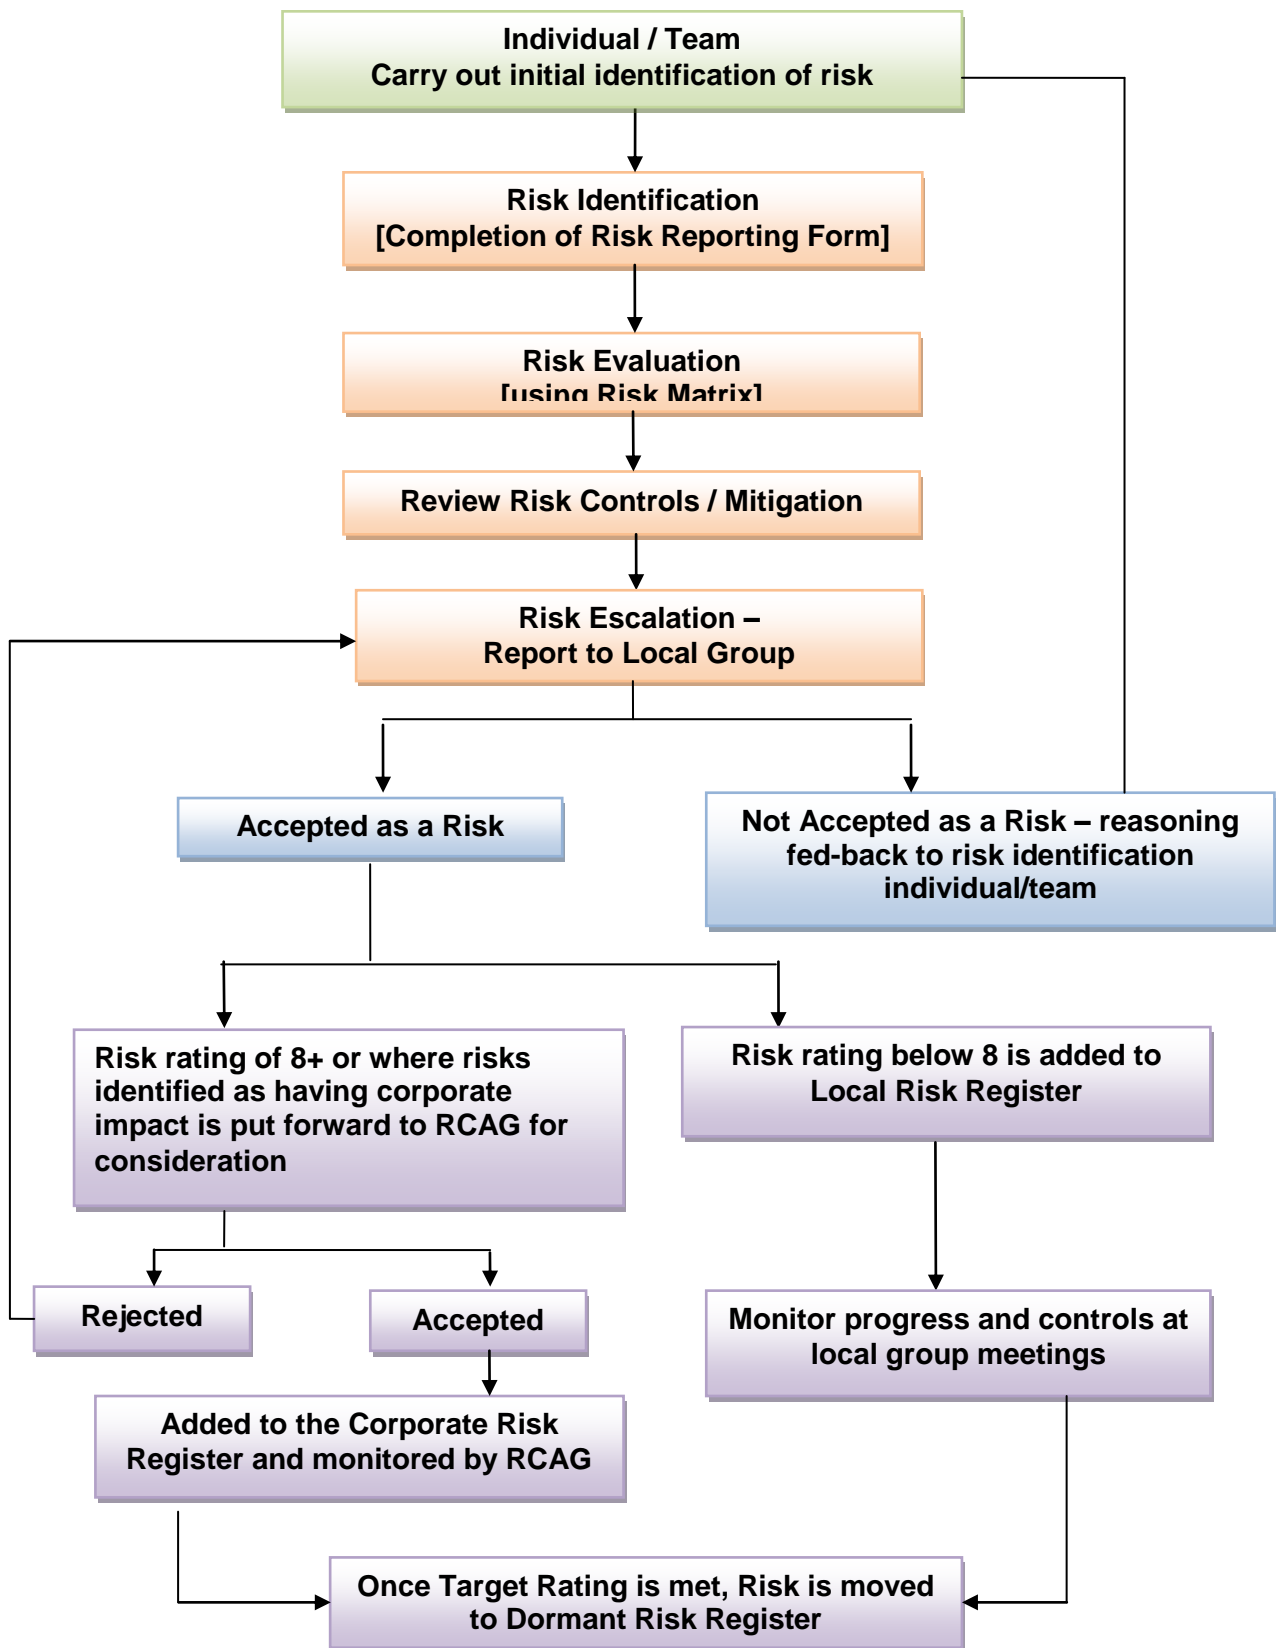 Individual / Team
Carry out initial identification of risk
Risk Identification
[Completion of Risk Reporting Form]
Risk Evaluation
[using Risk Matrix]
Review Risk Controls / Mitigation
Risk Escalation –
Report to Local Group
Accepted as a Risk
Not Accepted as a Risk – reasoning
fed-back to risk identification
individual/team
Risk rating of 8+ or where risks
identified as having corporate
impact is put forward to RCAG for
consideration
Risk rating below 8 is added to
Local Risk Register
Rejected
Accepted
Monitor progress and controls at
local group meetings
Added to the Corporate Risk
Register and monitored by RCAG
Once Target Rating is met, Risk is moved
to Dormant Risk Register